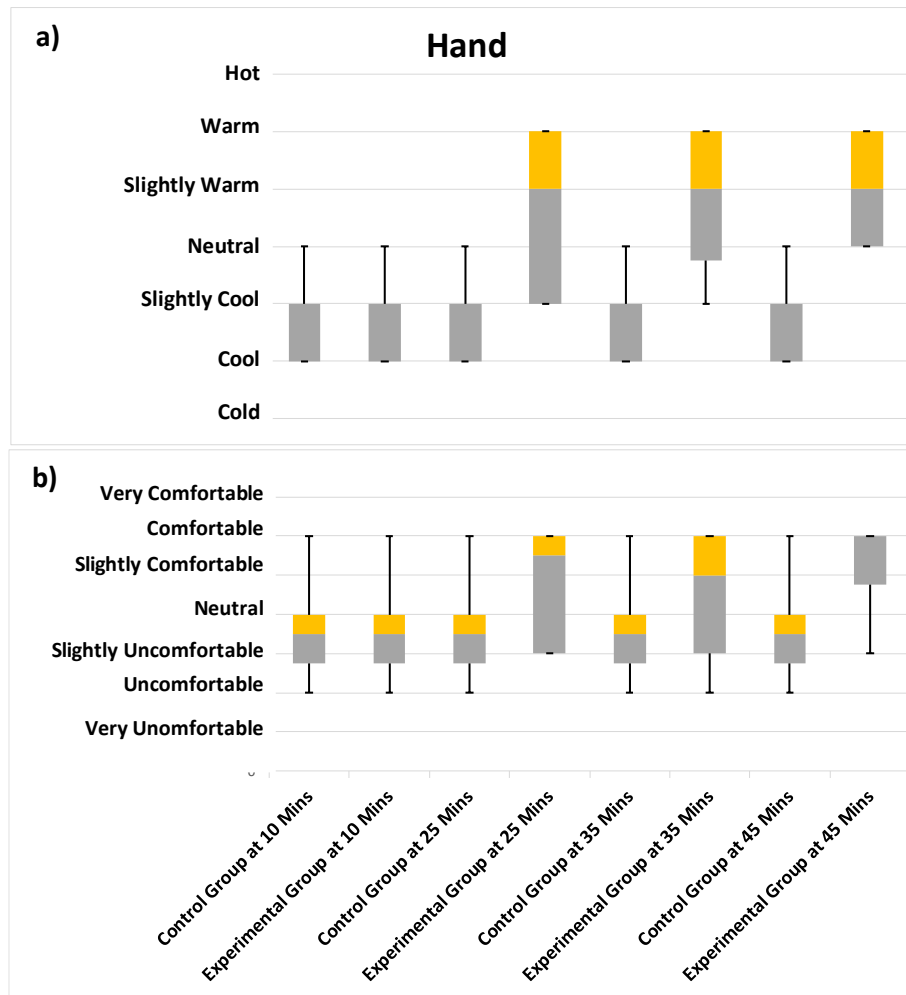 a)
Hand
Hot
Warm
Slightly Warm
Neutral
Slightly Cool
Cool
Cold
b)
Very Comfortable
Comfortable
Slightly Comfortable
Neutral
Slightly Uncomfortable
Uncomfortable
Very Unomfortable
Control Group at 10 Mins
Experimental Group at 10 Mins
Control Group at 25 Mins
Experimental Group at 25 Mins
Control Group at 35 Mins
Experimental Group at 35 Mins
Control Group at 45 Mins
Experimental Group at 45 Mins